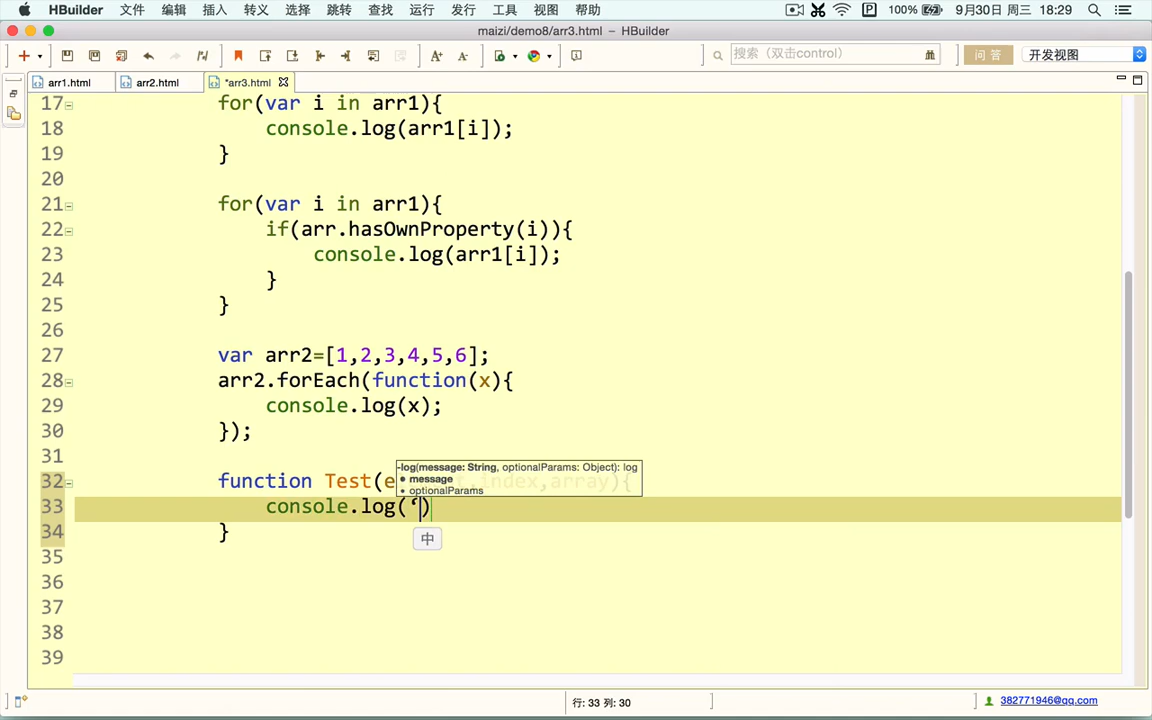 HBuilder 文件 编辑 插入 转义 选择 跳转 查找 运行 发行 工具 视图 帮助 100% 9月30日 周三 18:29
maizi/demo8/arr3.html – HBuilder
搜索（双击control） 问 答 开发视图
arr1.html arr2.html *arr3.html
17 for(var i in arr1){
18 console.log(arr1[i]);
19 }
20
21 for(var i in arr1){
22 if(arr.hasOwnProperty(i)){
23 console.log(arr1[i]);
24 }
25 }
26
27 var arr2=[1,2,3,4,5,6];
28 arr2.forEach(function(x){
29 console.log(x);
30 });
31
-log(message: String, optionalParams: Object): log
• message
• optionalParams
32 function Test(e index,array){
33 console.log(‘)
34 }
中
35
36
37
38
39
行: 33 列: 30 382771946@qq.com